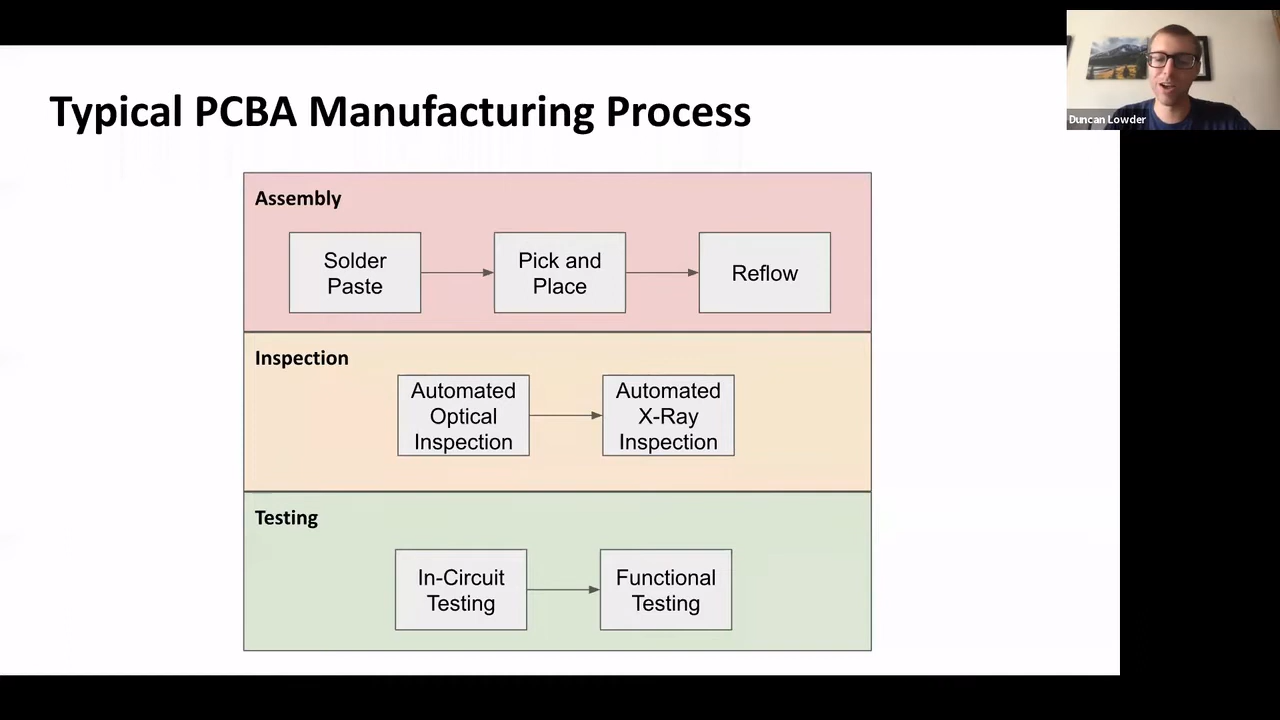 Typical PCBA Manufacturing Process
Duncan Lowder
Assembly
Solder
Paste
Pick and
Place
Reflow
Inspection
Automated
Optical
Inspection
Automated
X-Ray
Inspection
Testing
In-Circuit
Testing
Functional
Testing